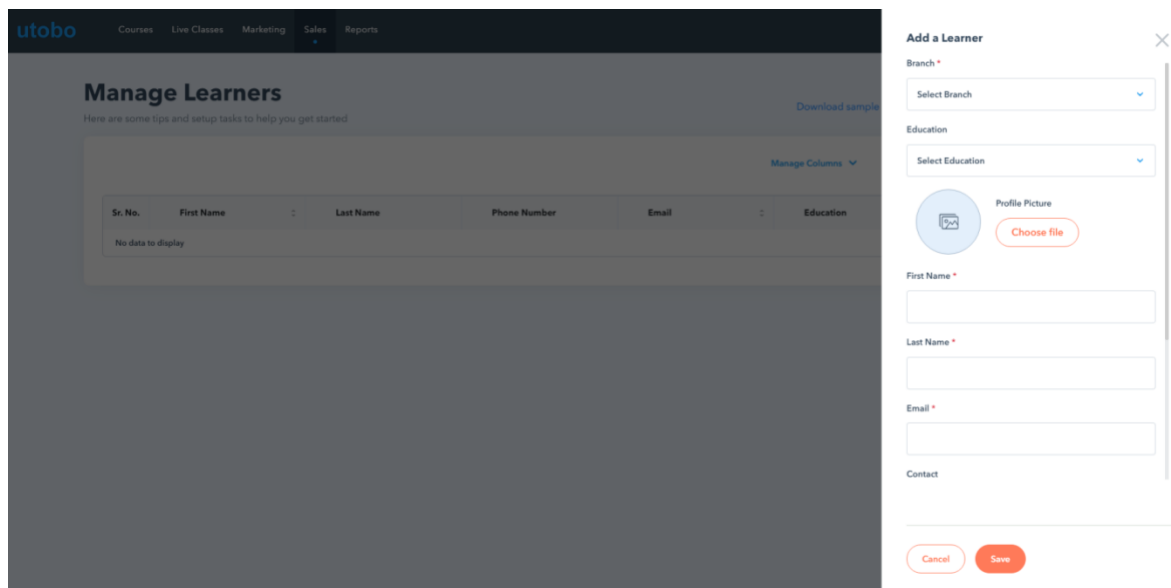 utobo Courses Live Classes Marketing Sales Reports
Manage Learners
Here are some tips and setup tasks to help you get started
Download sample
Manage Columns
Sr. No. First Name Last Name Phone Number Email Education
No data to display
Add a Learner
Branch *
Select Branch
Education
Select Education
Profile Picture
Choose file
First Name *
Last Name *
Email *
Contact
Cancel Save